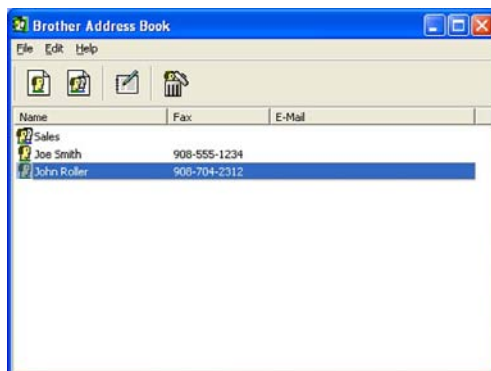 Brother Address Book
File Edit Help
Name Fax E-Mail
Sales
Joe Smith 908-555-1234
John Roller 908-704-2312